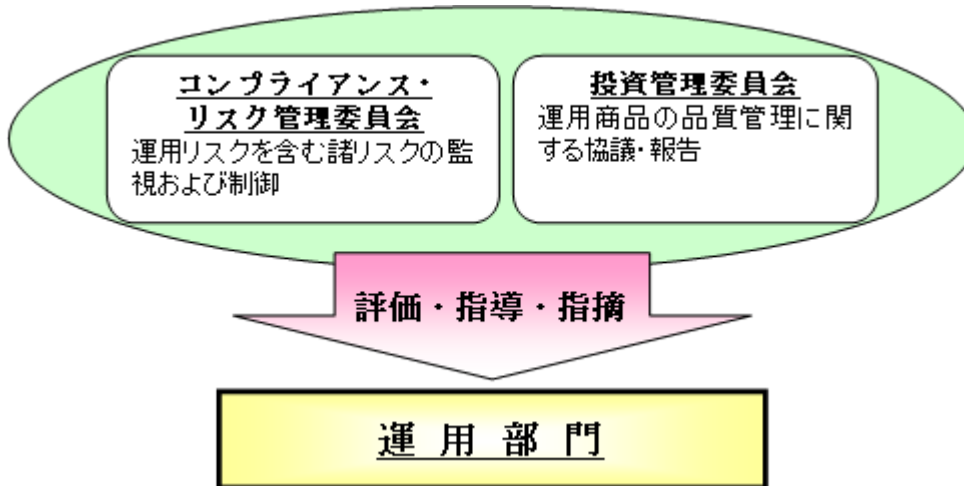 コンプライアンス・
リスク管理委員会
運用リスクを含む諸リスクの監
視および制御
投資管理委員会
運用商品の品質管理に関
する協議・報告
評価・指導・指摘
運用部門